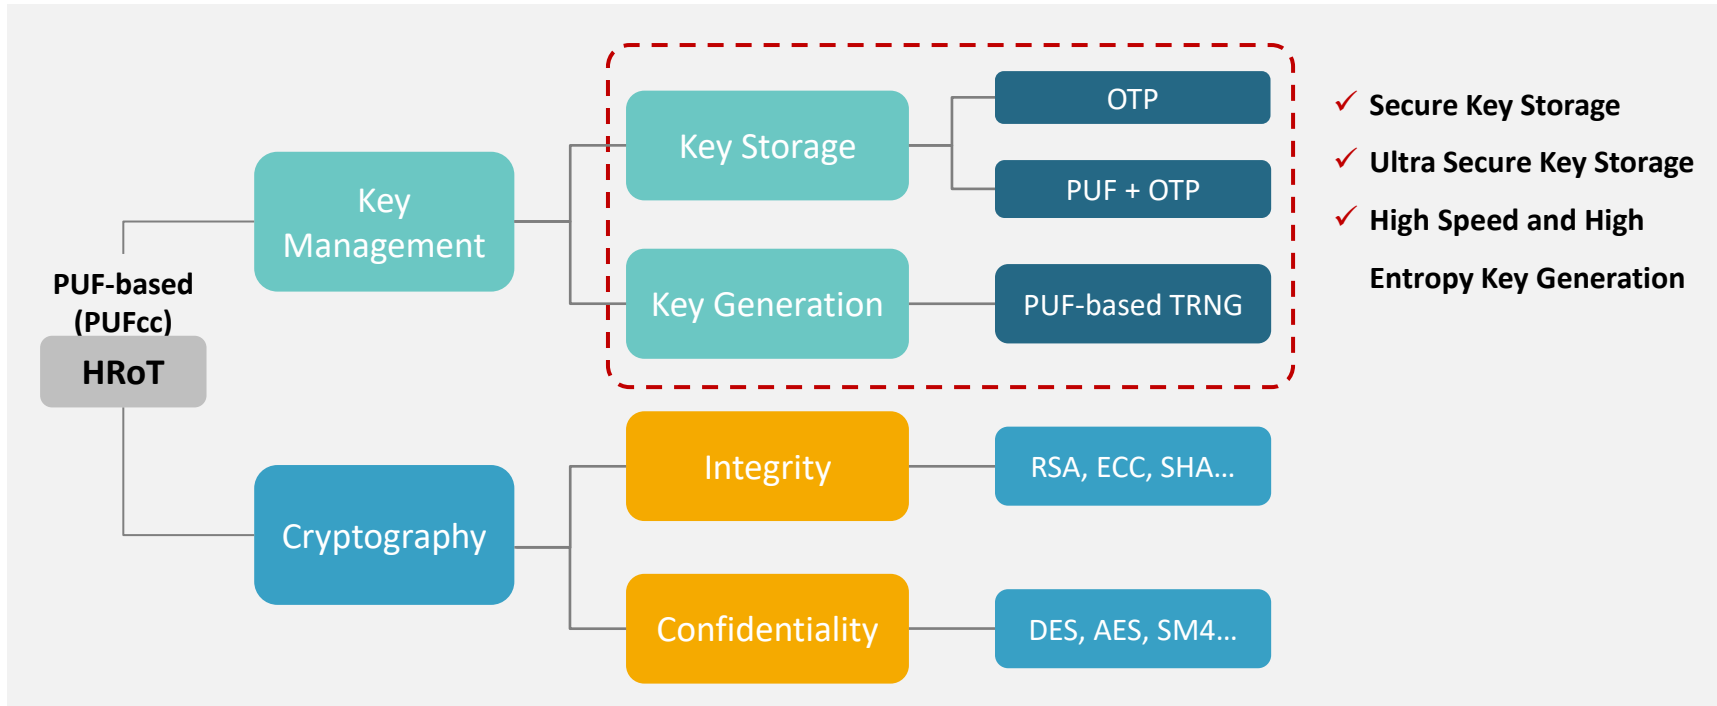 PUF-based
(PUFcc)
HRoT
Key
Management
Key Storage
OTP
PUF + OTP
Key Generation
PUF-based TRNG
✓ Secure Key Storage
✓ Ultra Secure Key Storage
✓ High Speed and High
Entropy Key Generation
Cryptography
Integrity
RSA, ECC, SHA...
Confidentiality
DES, AES, SM4...